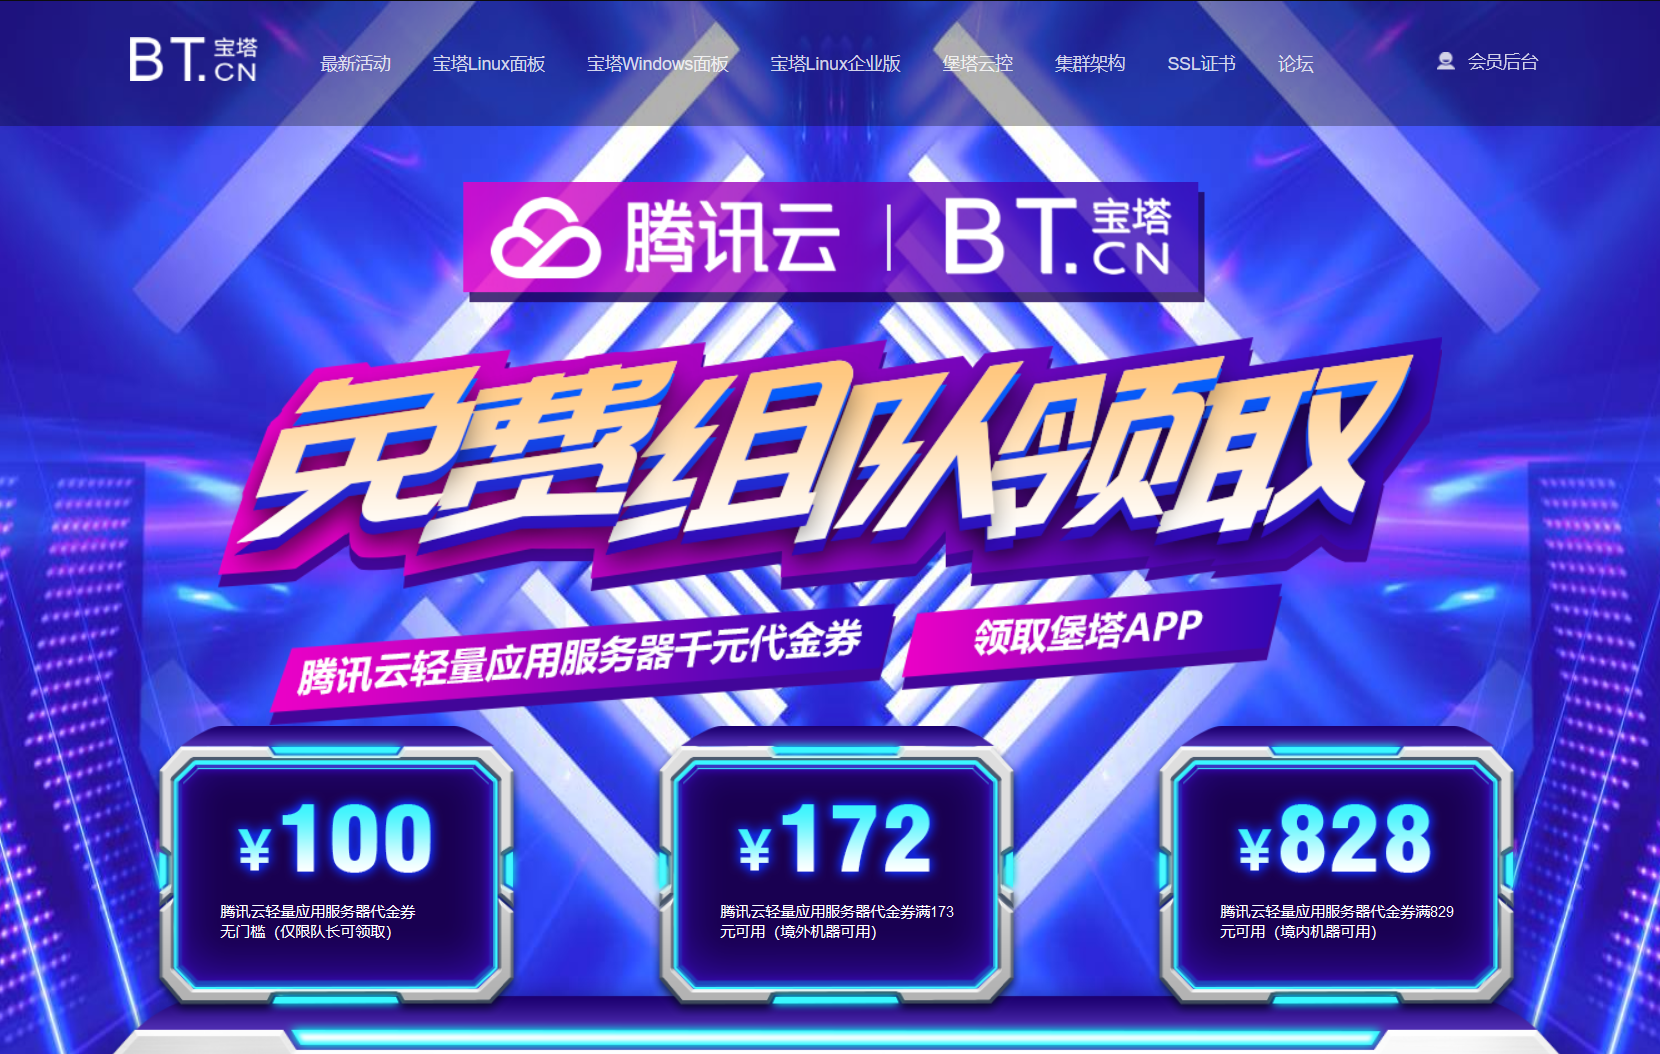 BT.宝塔CN
最新活动 宝塔Linux面板 宝塔Windows面板 宝塔Linux企业版 堡塔云控 集群架构 SSL证书 论坛 会员后台
腾讯云 | BT.宝塔CN
免费组队领取
腾讯云轻量应用服务器千元代金券 领取堡塔APP
¥100
腾讯云轻量应用服务器代金券
无门槛（仅限队长可领取）
¥172
腾讯云轻量应用服务器代金券满173
元可用（境外机器可用）
¥828
腾讯云轻量应用服务器代金券满829
元可用（境内机器可用）